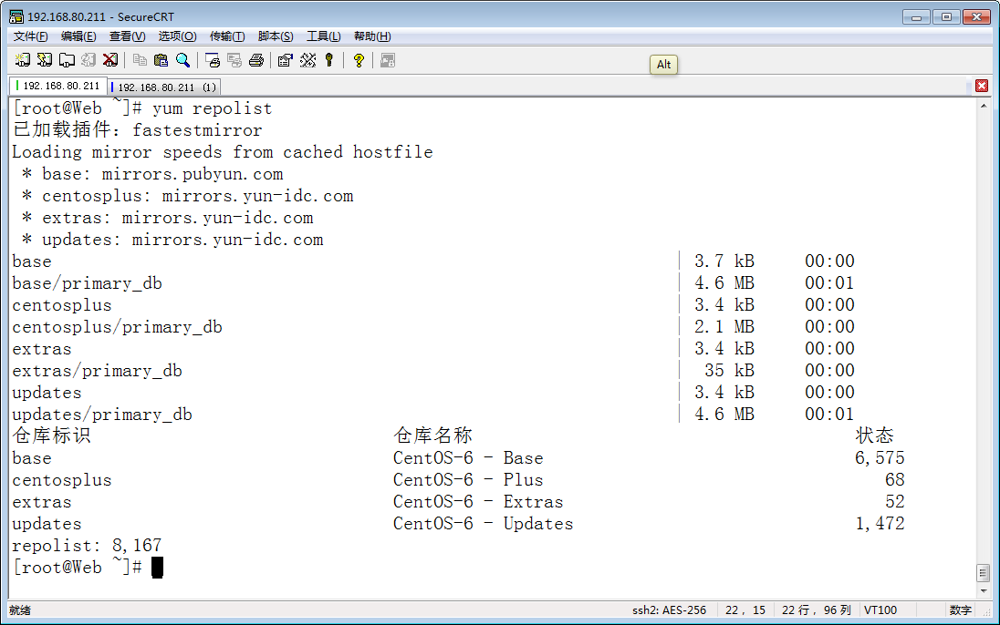 192.168.80.211 - SecureCRT
文件(F) 编辑(E) 查看(V) 选项(O) 传输(T) 脚本(S) 工具(L) 帮助(H)
Alt
192.168.80.211 192.168.80.211 (1)
[root@Web ~]# yum repolist
已加载插件：fastestmirror
Loading mirror speeds from cached hostfile
* base: mirrors.pubyun.com
* centosplus: mirrors.yun-idc.com
* extras: mirrors.yun-idc.com
* updates: mirrors.yun-idc.com
base | 3.7 kB 00:00
base/primary_db | 4.6 MB 00:01
centosplus | 3.4 kB 00:00
centosplus/primary_db | 2.1 MB 00:00
extras | 3.4 kB 00:00
extras/primary_db | 35 kB 00:00
updates | 3.4 kB 00:00
updates/primary_db | 4.6 MB 00:01
仓库标识 仓库名称 状态
base CentOS-6 - Base 6,575
centosplus CentOS-6 - Plus 68
extras CentOS-6 - Extras 52
updates CentOS-6 - Updates 1,472
repolist: 8,167
[root@Web ~]#
就绪 ssh2: AES-256 22， 15 22 行， 96 列 VT100 数字